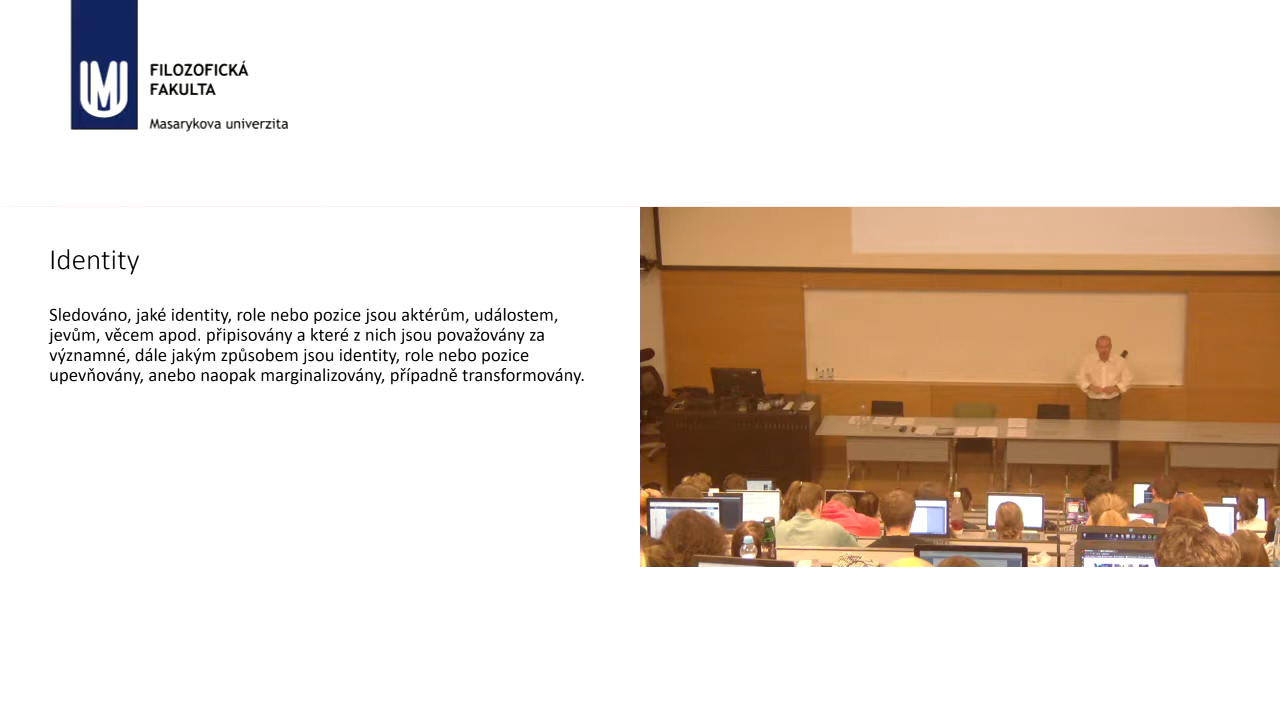 FILOZOFICKÁ
FAKULTA
Masarykova univerzita
Identity
Sledováno, jaké identity, role nebo pozice jsou aktérům, událostem,
jevům, věcem apod. připisovány a které z nich jsou považovány za
významné, dále jakým způsobem jsou identity, role nebo pozice
upevňovány, anebo naopak marginalizovány, případně transformovány.